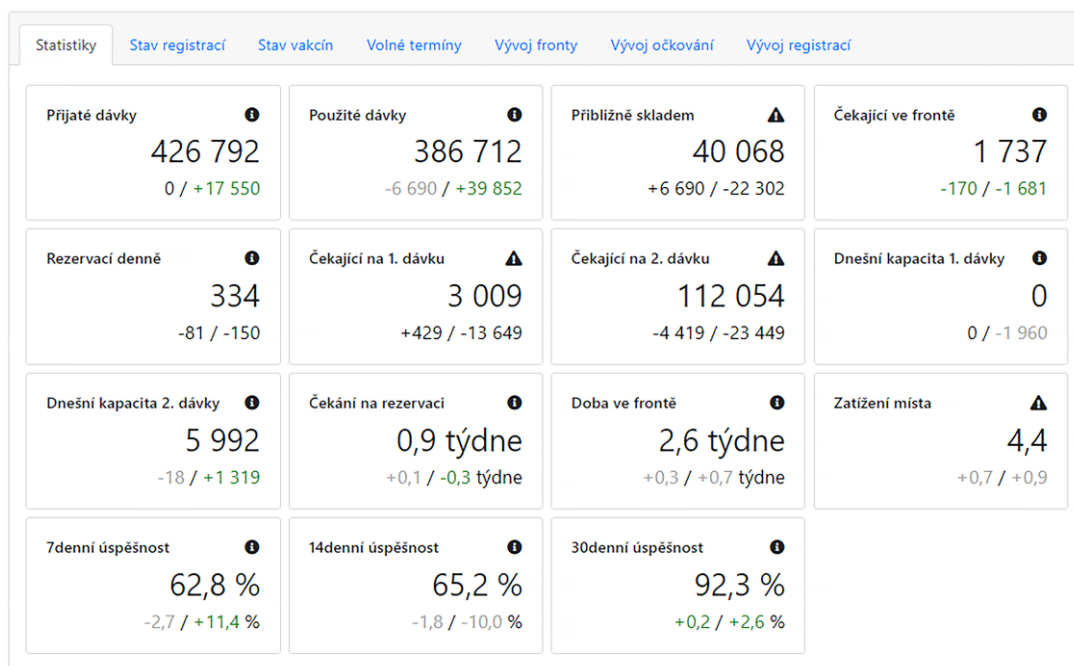 Statistiky Stav registrací Stav vakcín Volné termíny Vývoj fronty Vývoj očkování Vývoj registrací
Přijaté dávky
426 792
0 / +17 550
Použité dávky
386 712
-6 690 / +39 852
Přibližně skladem
40 068
+6 690 / -22 302
Čekající ve frontě
1 737
-170 / -1 681
Rezervací denně
334
-81 / -150
Čekající na 1. dávku
3 009
+429 / -13 649
Čekající na 2. dávku
112 054
-4 419 / -23 449
Dnešní kapacita 1. dávky
0
0 / -1 960
Dnešní kapacita 2. dávky
5 992
-18 / +1 319
Čekání na rezervaci
0,9 týdne
+0,1 / -0,3 týdne
Doba ve frontě
2,6 týdne
+0,3 / +0,7 týdne
Zatížení místa
4,4
+0,7 / +0,9
7denní úspěšnost
62,8 %
-2,7 / +11,4 %
14denní úspěšnost
65,2 %
-1,8 / -10,0 %
30denní úspěšnost
92,3 %
+0,2 / +2,6 %